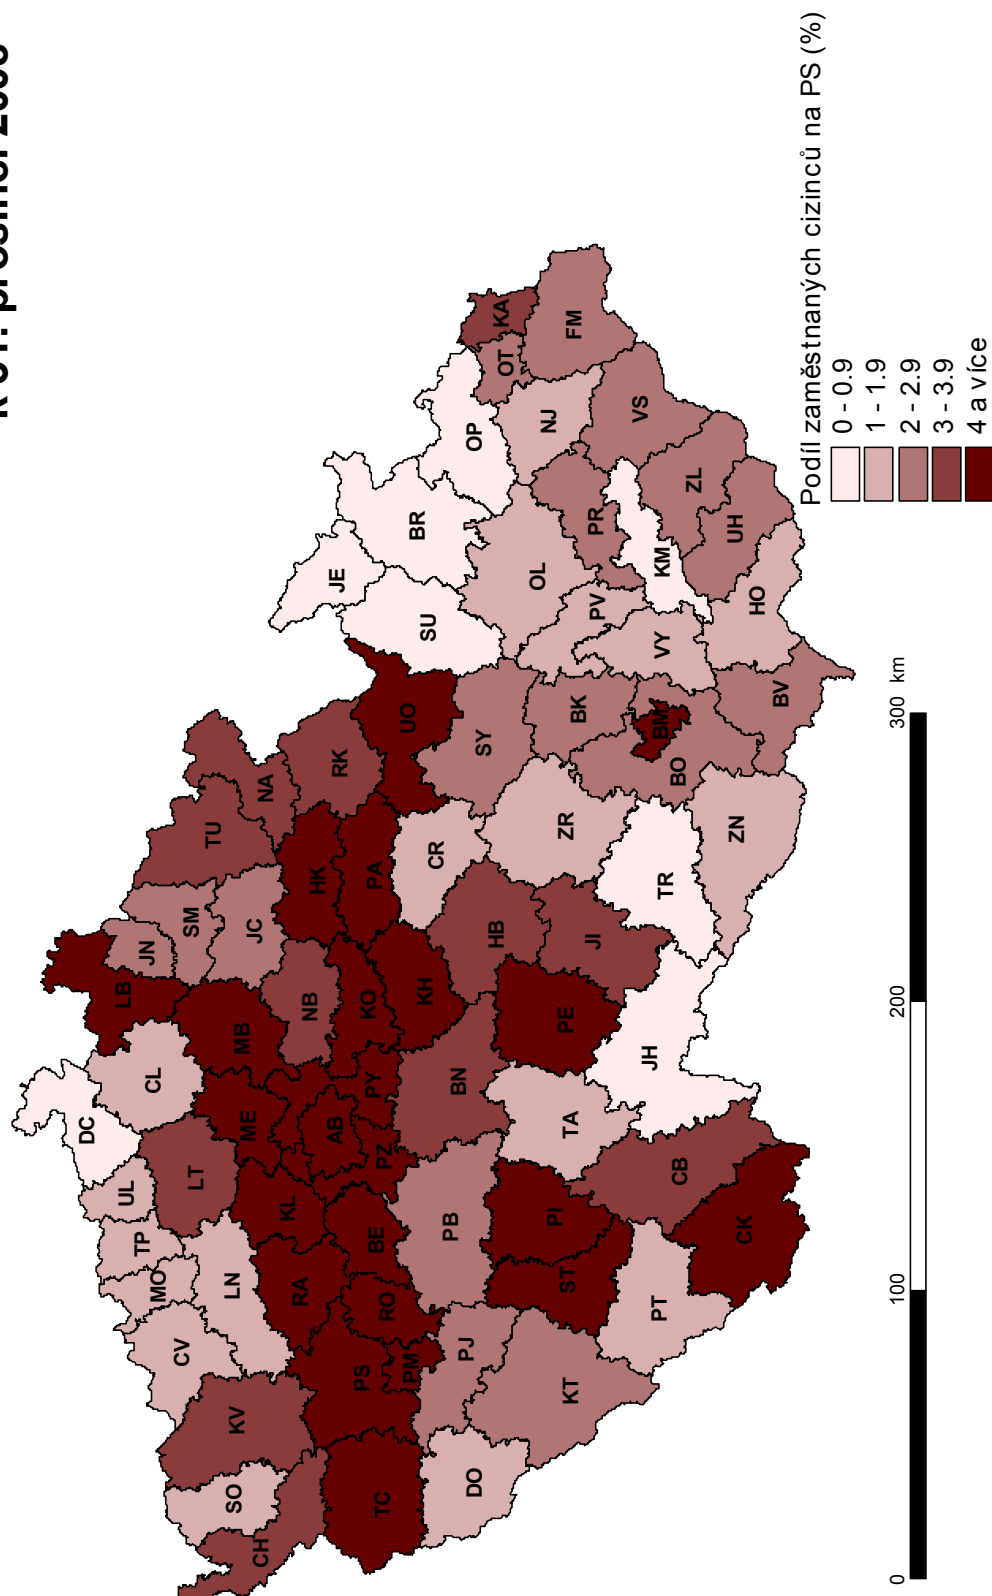 DC
LB
UL
TP
JN
CL
MO
CV
SM
LT
TU
LN
SO
KV
MB
ME
JC
CH
NA
KL
RA
NB
HK
AB
JE
RK
PS
KO
PA
PY
BE
TC
PZ
RO
UO
PM
BR
KH
SU
CR
PB
BN
PJ
DO
OP
SY
HB
KA
OT
OL
NJ
PI
PE
ZR
ST
TA
KT
FM
BK
JI
PR
PV
VS
JH
PT
BM
VY
KM
TR
BO
CB
ZL
UH
ZN
CK
HO
BV
Podíl zaměstnaných cizinců na PS (%)
0 - 0.9
1 - 1.9
2 - 2.9
3 - 3.9
4 a více
0 100 200 300 km